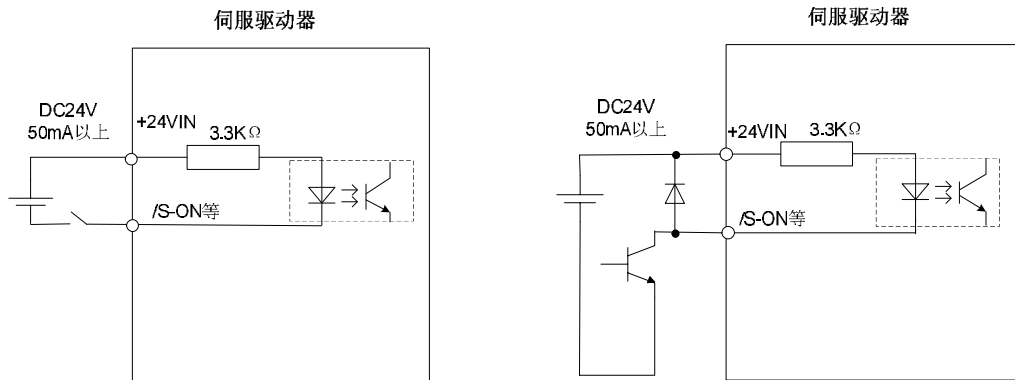 伺服驱动器
DC24V
50mA以上
+24VIN
3.3KΩ
/S-ON等
伺服驱动器
DC24V
50mA以上
+24VIN
3.3KΩ
/S-ON等